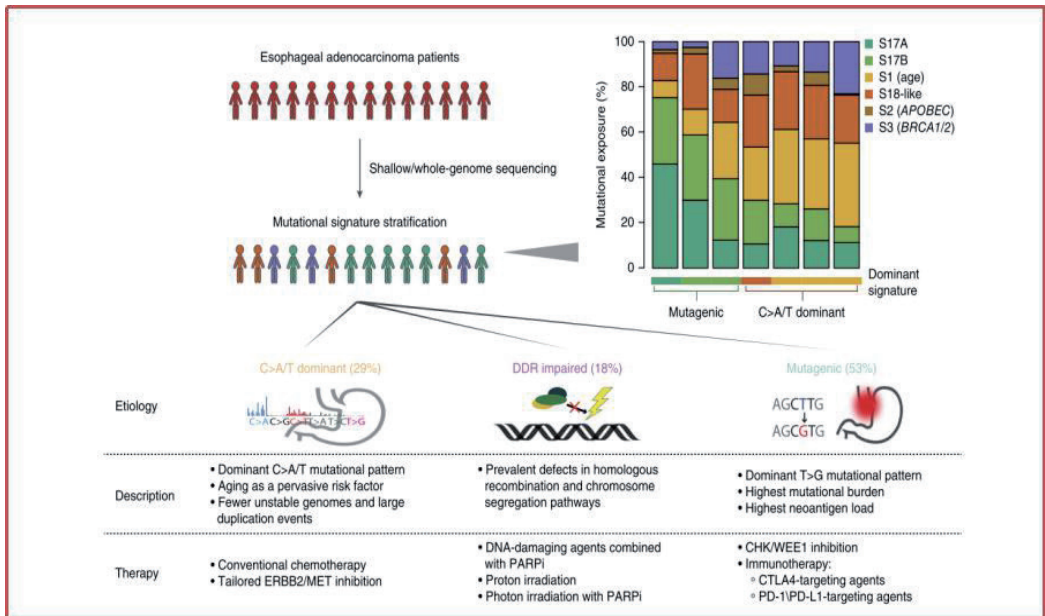 Esophageal adenocarcinoma patients
Shallow/whole-genome sequencing
Mutational signature stratification
Mutational exposure (%)
100
80
60
40
20
0
S17A
S17B
S1 (age)
S18-like
S2 (APOBEC)
S3 (BRCA1/2)
Dominant
signature
Mutagenic
C>A/T dominant
C>A/T dominant (29%)
DDR impaired (18%)
Mutagenic (53%)
Etiology
C>A C>G C>T T>A T>C T>G
AGCTTG
AGCGTG
Description
• Dominant C>A/T mutational pattern
• Aging as a pervasive risk factor
• Fewer unstable genomes and large
duplication events
• Prevalent defects in homologous
recombination and chromosome
segregation pathways
• Dominant T>G mutational pattern
• Highest mutational burden
• Highest neoantigen load
Therapy
• Conventional chemotherapy
• Tailored ERBB2/MET inhibition
• DNA-damaging agents combined
with PARPi
• Proton irradiation
• Photon irradiation with PARPi
• CHK/WEE1 inhibition
• Immunotherapy:
◦ CTLA4-targeting agents
◦ PD-1\PD-L1-targeting agents